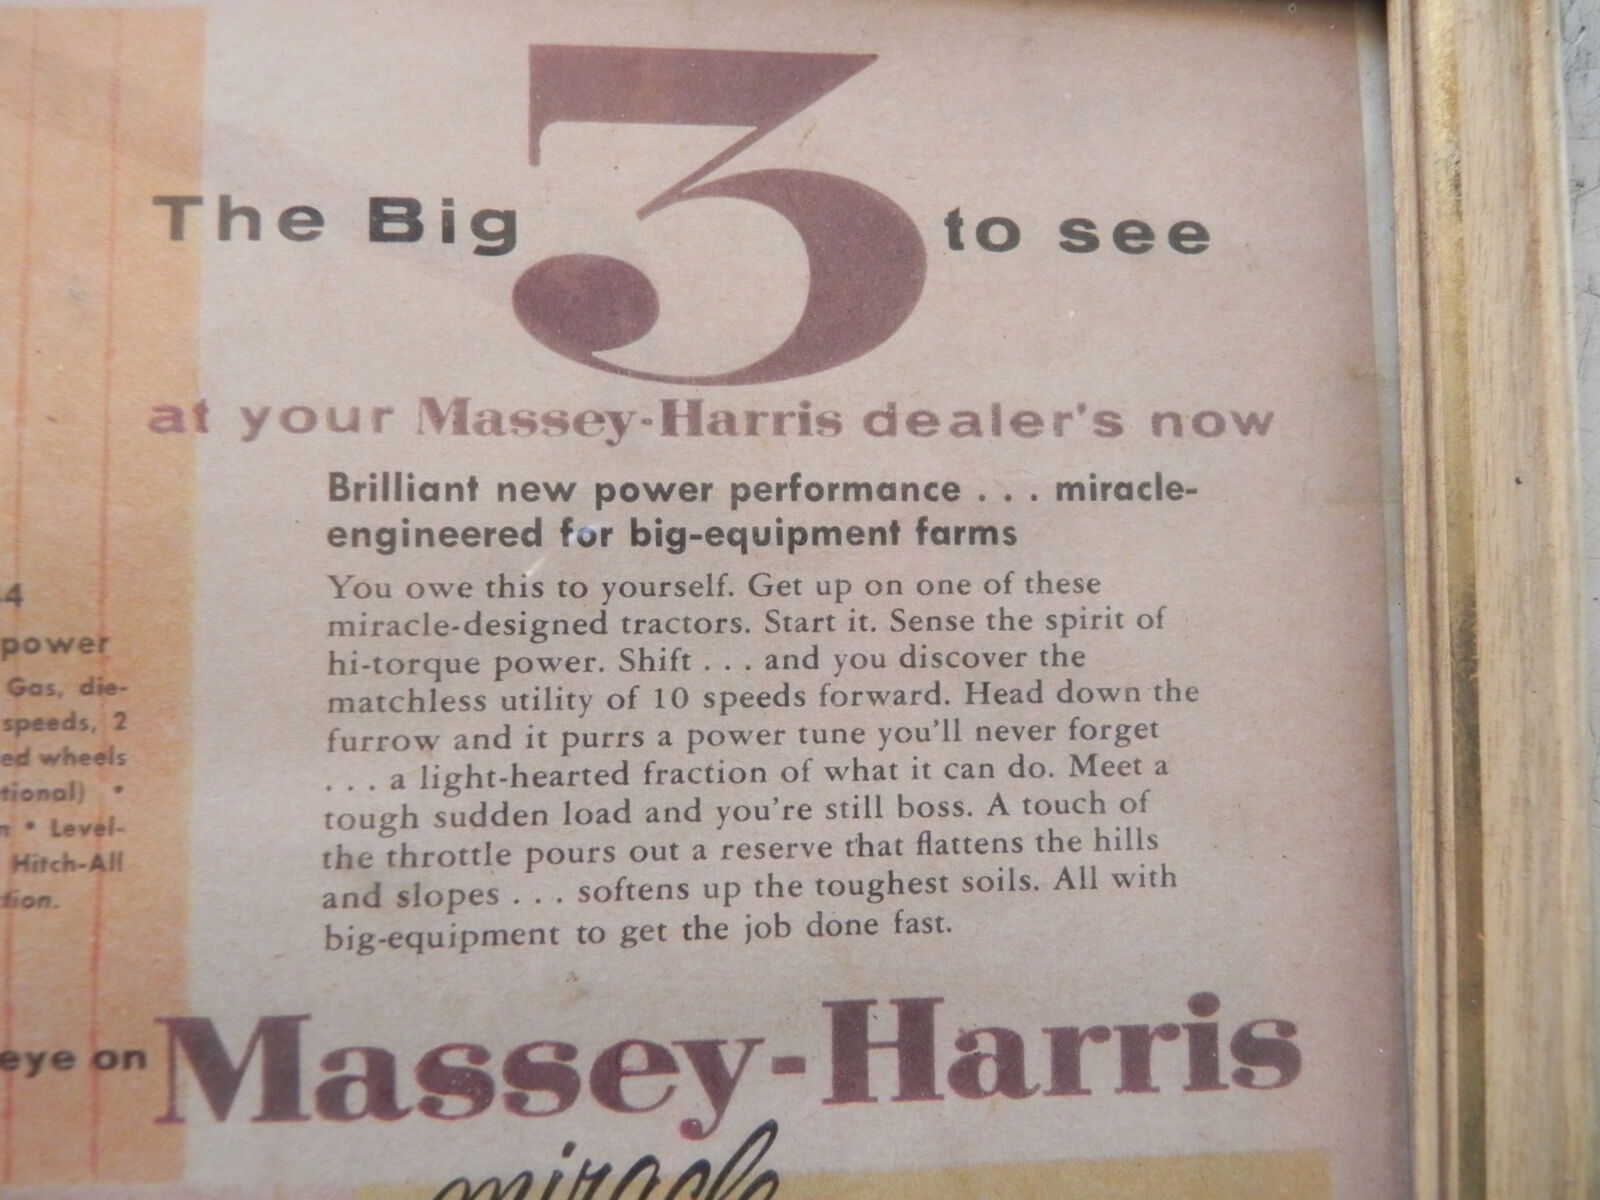 The Big 3 to see
at your Massey-Harris dealer's now
Brilliant new power performance . . . miracle-
engineered for big-equipment farms
You owe this to yourself. Get up on one of these
miracle-designed tractors. Start it. Sense the spirit of
hi-torque power. Shift . . . and you discover the
matchless utility of 10 speeds forward. Head down the
furrow and it purrs a power tune you'll never forget
. . . a light-hearted fraction of what it can do. Meet a
tough sudden load and you're still boss. A touch of
the throttle pours out a reserve that flattens the hills
and slopes . . . softens up the toughest soils. All with
big-equipment to get the job done fast.
4
power
Gas, die-
speeds, 2
ed wheels
tional) •
n • Level-
Hitch-All
tion.
eye on Massey-Harris
miracle